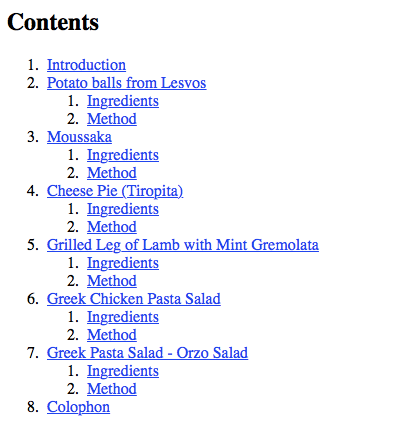 Contents
1. Introduction
2. Potato balls from Lesvos
1. Ingredients
2. Method
3. Moussaka
1. Ingredients
2. Method
4. Cheese Pie (Tiropita)
1. Ingredients
2. Method
5. Grilled Leg of Lamb with Mint Gremolata
1. Ingredients
2. Method
6. Greek Chicken Pasta Salad
1. Ingredients
2. Method
7. Greek Pasta Salad - Orzo Salad
1. Ingredients
2. Method
8. Colophon